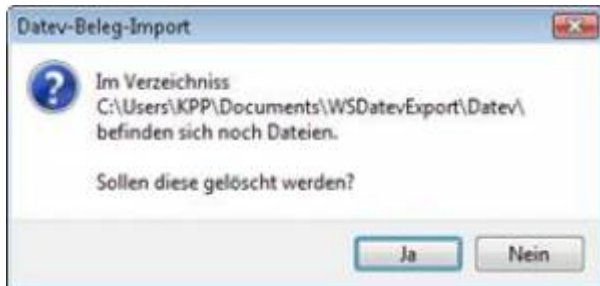 Datev-Beleg-Import
Im Verzeichniss
C:\Users\KPP\Documents\WSDatevExport\Datev\
befinden sich noch Dateien.
Sollen diese gelöscht werden?
Ja
Nein